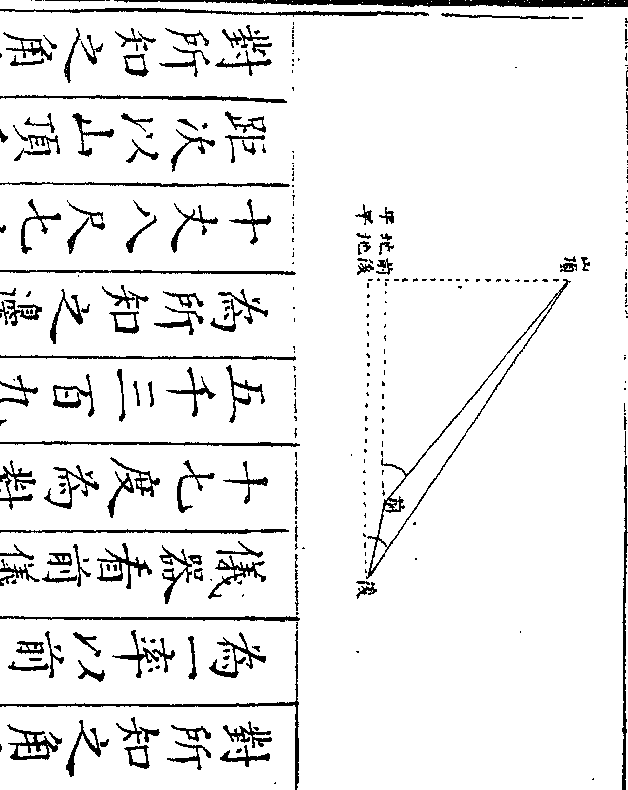 對所知之角
為一率以前
儀器看前儀
十七度為對
五千三百九
為所知之邊
十丈八尺七
距次以山頂
對所知之角
山頂
前地平
後地平
前
後